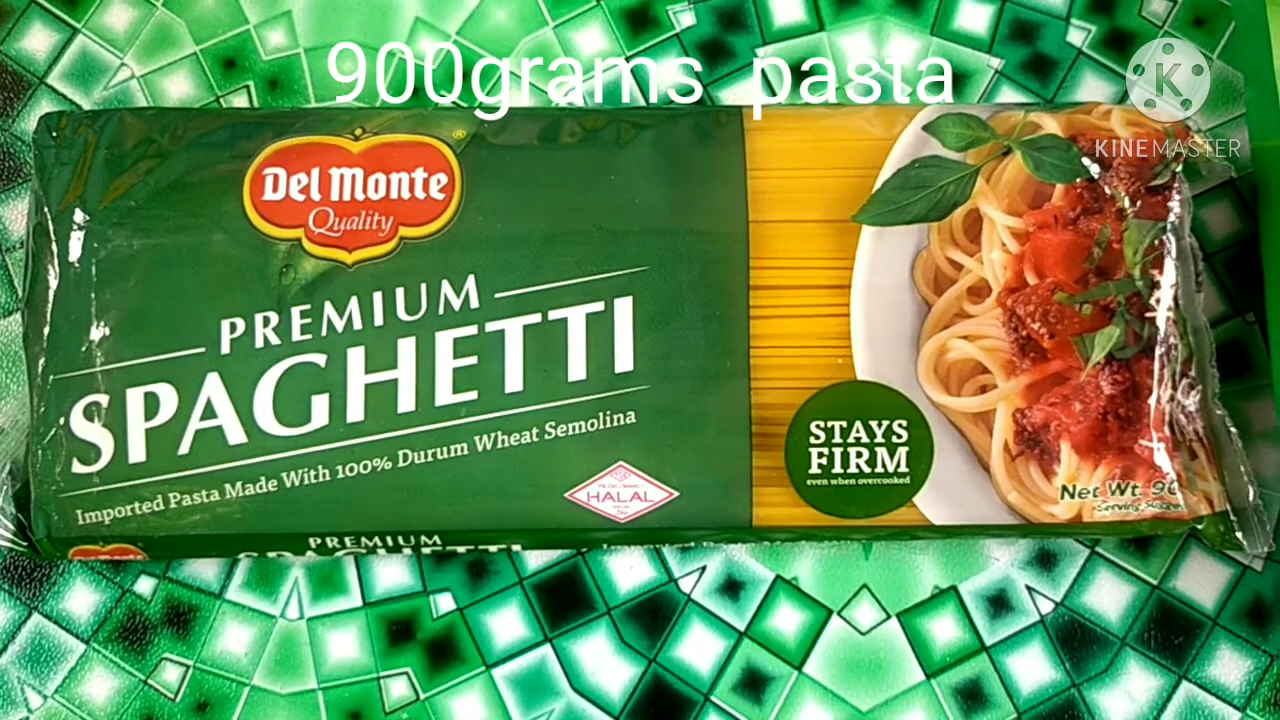 900grams pasta
K
KINEMASTER
Del Monte
®
Quality
PREMIUM
SPAGHETTI
Imported Pasta Made With 100% Durum Wheat Semolina
HALAL
STAYS
FIRM
even when overcooked
Net Wt. 90
PREMIUM
SPAGHETTI